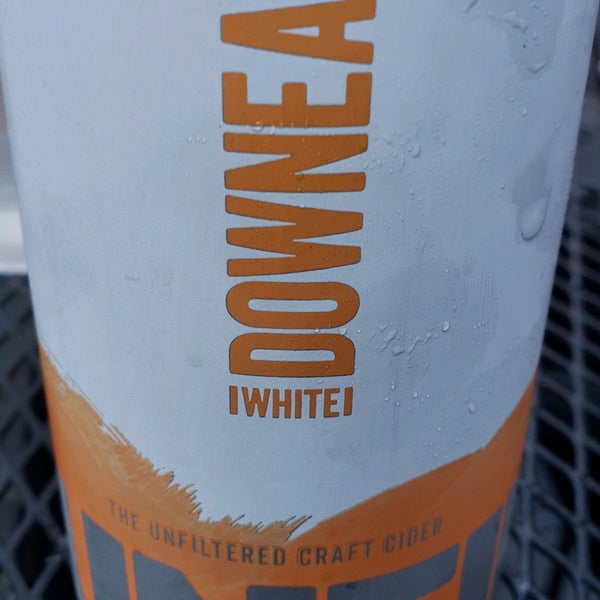 DOWNEA
WHITE
THE UNFILTERED CRAFT CIDER